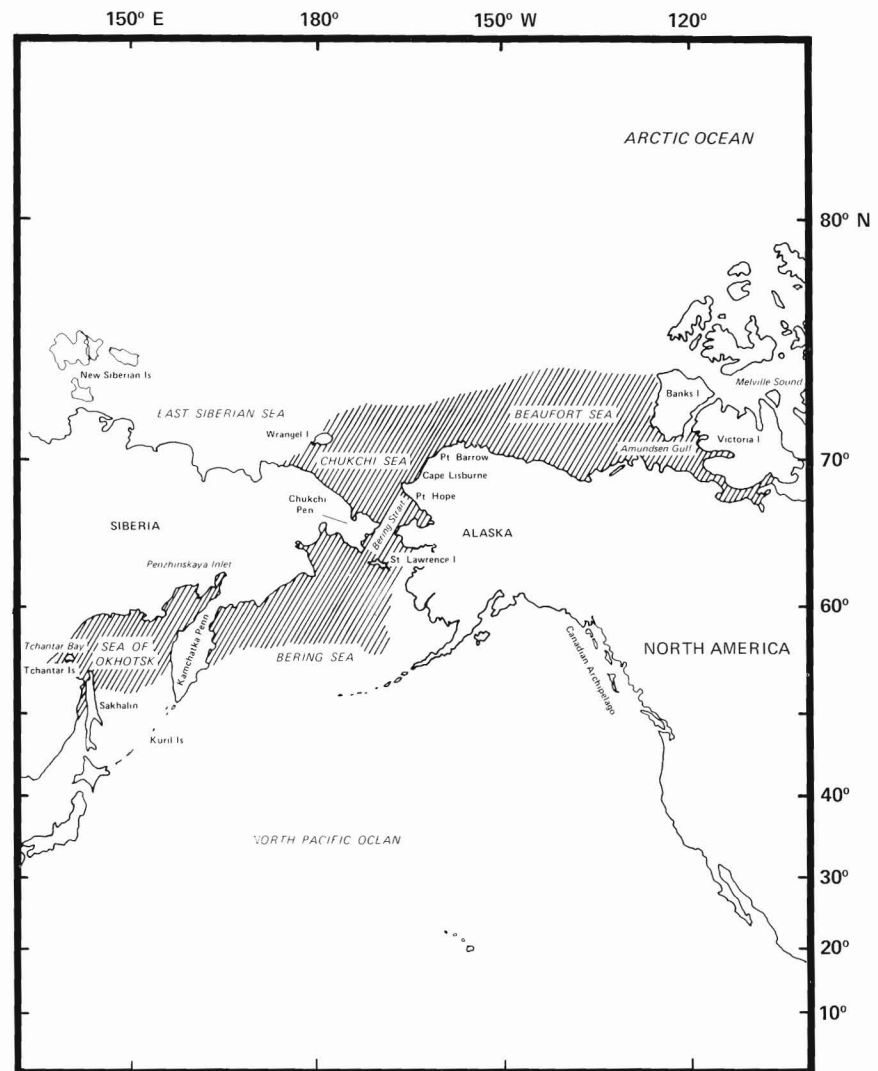 150° E
180°
150° W
120°
ARCTIC OCEAN
80° N
New Siberian Is
EAST SIBERIAN SEA
Wrangel I
CHUKCHI SEA
BEAUFORT SEA
Banks I
Melville Sound
Victoria I
Amundsen Gulf
Pt Barrow
Cape Lisburne
Pt Hope
70°
Chukchi
Pen
Bering Strait
SIBERIA
ALASKA
St Lawrence I
Penzhinskaya Inlet
60°
Tchantar Bay
SEA OF
OKHOTSK
Tchantar Is
Kamchatka Penn
BERING SEA
NORTH AMERICA
Canadian Archipelago
Sakhalin
Kuril Is
40°
NORTH PACIFIC OCEAN
30°
20°
10°